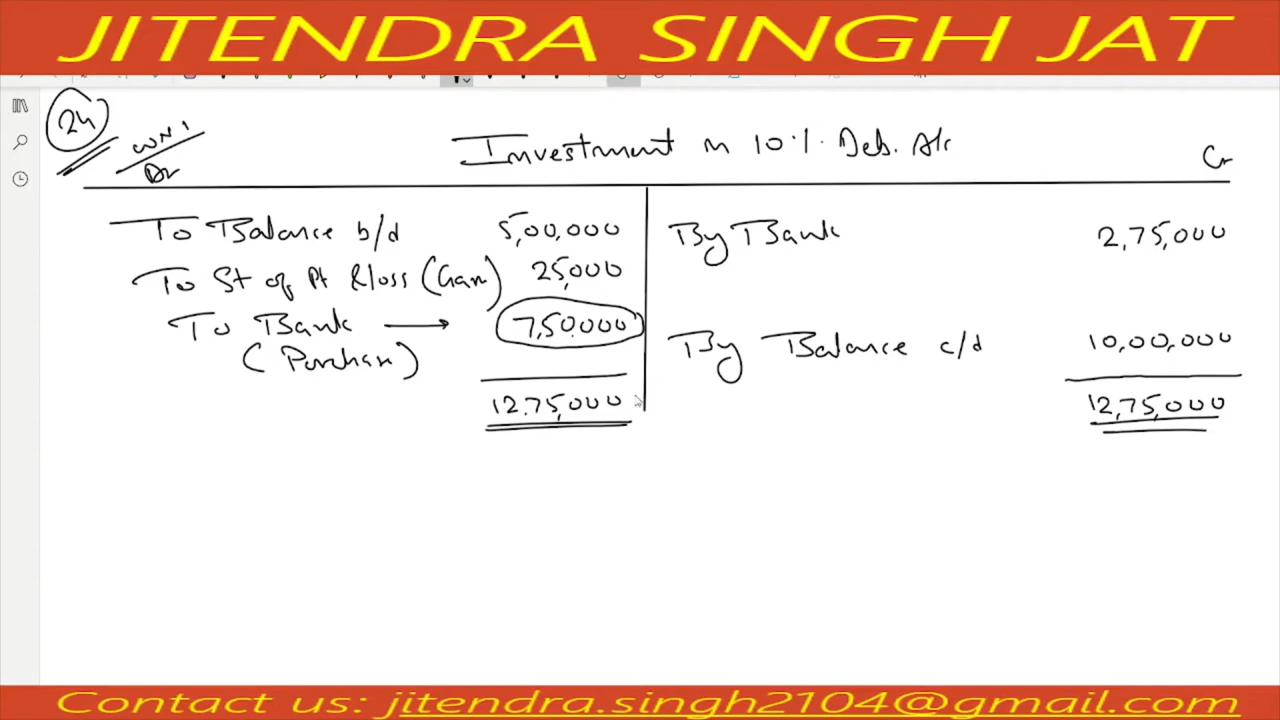 JITENDRA SINGH JAT
24
WN 1
Investment in 10%. Deb. A/c
Dr
Cr
To Balance b/d 5,00,000 By Bank 2,75,000
To St of Pt &loss (Gain) 25,000
To Bank → 7,50,000 By Balance c/d 10,00,000
(Purchase)
12,75,000 12,75,000
Contact us: jitendra.singh2104@gmail.com